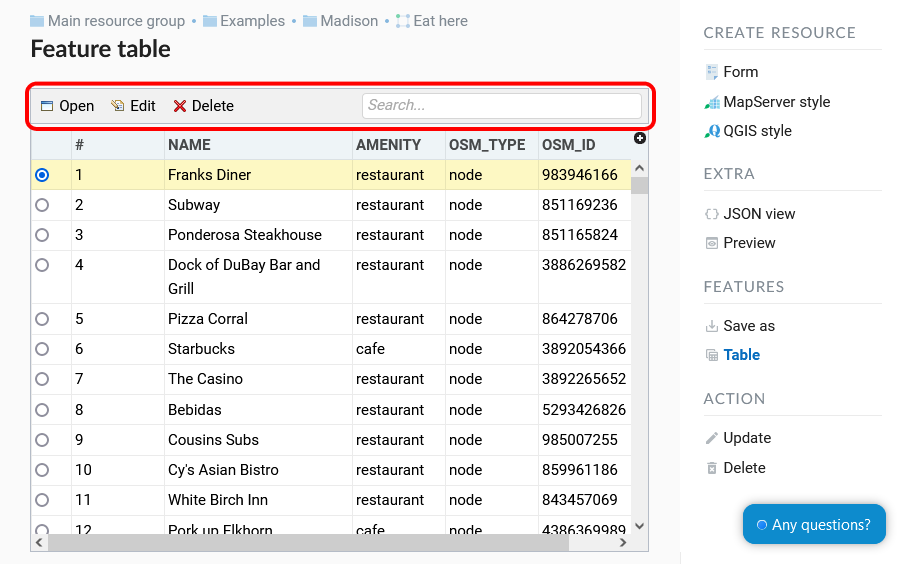 Main resource group • Examples • Madison • Eat here
Feature table
Open Edit Delete Search...
# NAME AMENITY OSM_TYPE OSM_ID
1 Franks Diner restaurant node 983946166
2 Subway restaurant node 851169236
3 Ponderosa Steakhouse restaurant node 851165824
4 Dock of DuBay Bar and restaurant node 3886269582
Grill
5 Pizza Corral restaurant node 864278706
6 Starbucks cafe node 3892054366
7 The Casino restaurant node 3892265652
8 Bebidas restaurant node 5293426826
9 Cousins Subs restaurant node 985007255
10 Cy's Asian Bistro restaurant node 859961186
11 White Birch Inn restaurant node 843457069
12 Pork up Elkhorn cafe node 4386369989
CREATE RESOURCE
Form
MapServer style
QGIS style
EXTRA
JSON view
Preview
FEATURES
Save as
Table
ACTION
Update
Delete
Any questions?